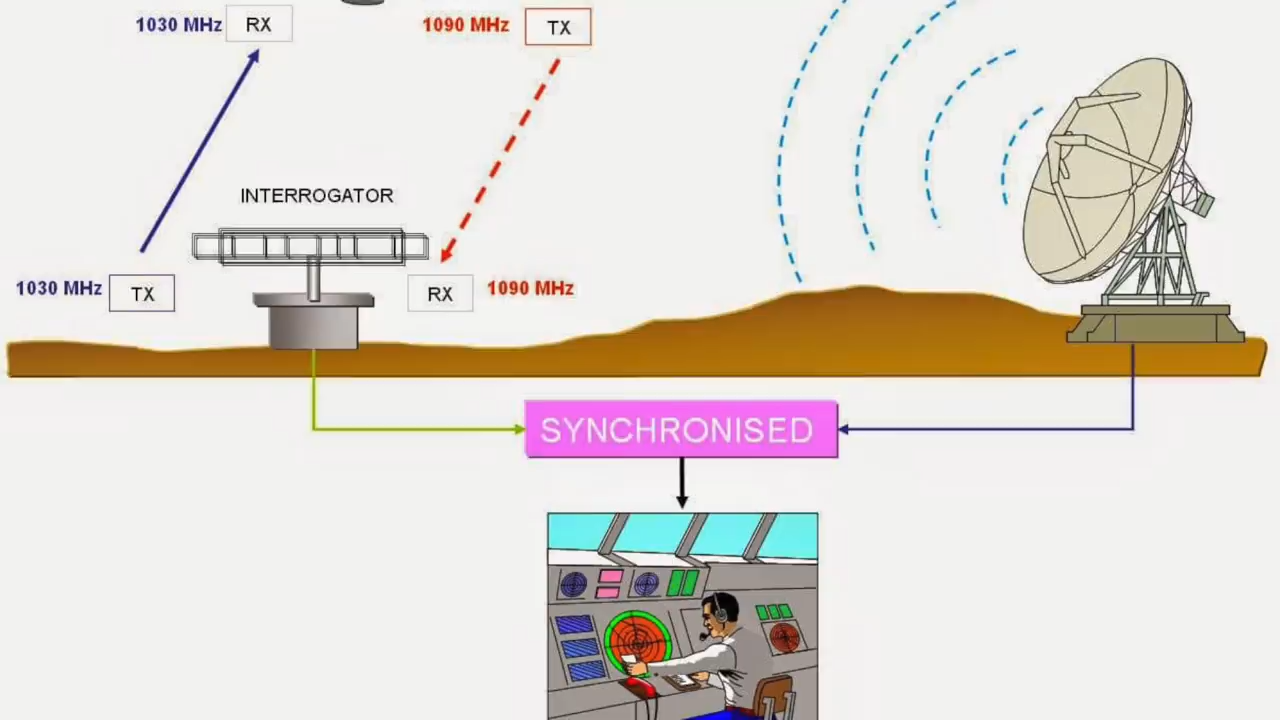 1030 MHz RX
1090 MHz TX
INTERROGATOR
1030 MHz TX
RX 1090 MHz
SYNCHRONISED